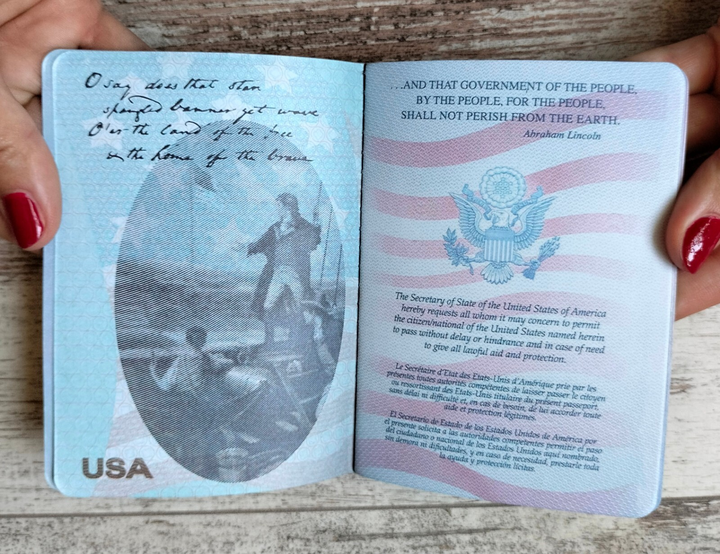 O say does that star
spangled banner yet wave
O'er the land of the free
& the home of the brave
USA
. . .AND THAT GOVERNMENT OF THE PEOPLE,
BY THE PEOPLE, FOR THE PEOPLE,
SHALL NOT PERISH FROM THE EARTH.
Abraham Lincoln
The Secretary of State of the United States of America
hereby requests all whom it may concern to permit
the citizen/national of the United States named herein
to pass without delay or hindrance and in case of need
to give all lawful aid and protection.
Le Secrétaire d'Etat des Etats-Unis d'Amérique prie par les
présentes toutes autorités compétentes de laisser passer le citoyen
ou ressortissant des Etats-Unis titulaire du présent passeport,
sans délai ni difficulté et, en cas de besoin, de lui accorder toute
aide et protection légitimes.
El Secretario de Estado de los Estados Unidos de América por
el presente solicita a las autoridades competentes permitir el paso
del ciudadano o nacional de los Estados Unidos aquí nombrado,
sin demora ni dificultades, y en caso de necesidad, prestarle toda
la ayuda y protección lícitas.